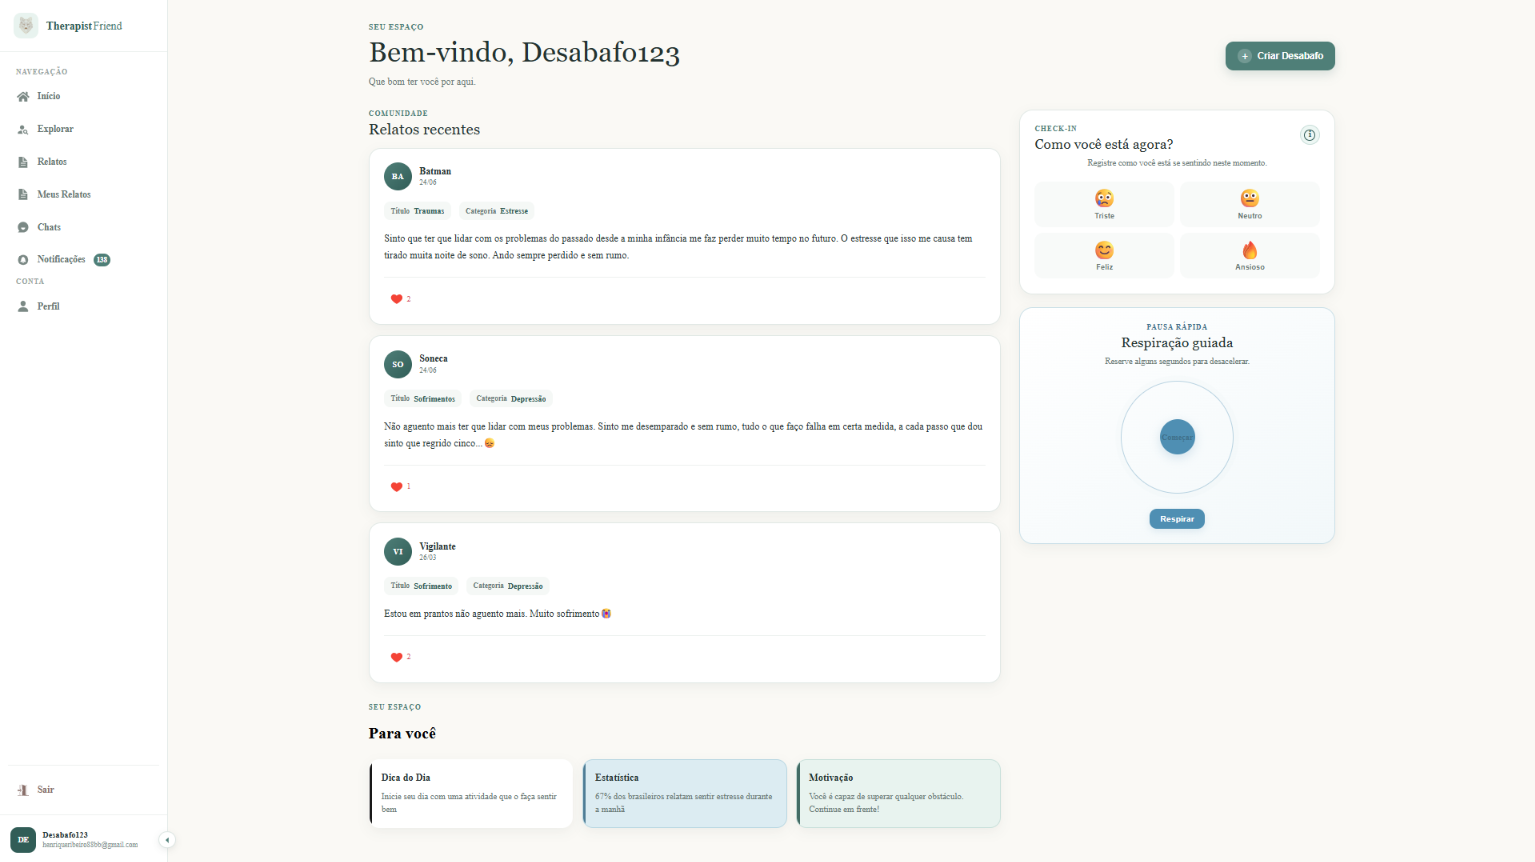 TherapistFriend
NAVEGAÇÃO
Início
Explorar
Relatos
Meus Relatos
Chats
Notificações 138
CONTA
Perfil
Sair
DE
Desabafo123
henriqueribeiro88bb@gmail.com
SEU ESPAÇO
Bem-vindo, Desabafo123
Que bom ter você por aqui.
+ Criar Desabafo
COMUNIDADE
Relatos recentes
BA
Batman
24/06
Título Traumas Categoria Estresse
Sinto que ter que lidar com os problemas do passado desde a minha infância me faz perder muito tempo no futuro. O estresse que isso me causa tem
tirado muita noite de sono. Ando sempre perdido e sem rumo.
2
SO
Soneca
24/06
Título Sofrimentos Categoria Depressão
Não aguento mais ter que lidar com meus problemas. Sinto me desemparado e sem rumo, tudo o que faço falha em certa medida, a cada passo que dou
sinto que regrido cinco...
1
VI
Vigilante
26/03
Título Sofrimento Categoria Depressão
Estou em prantos não aguento mais. Muito sofrimento
2
SEU ESPAÇO
Para você
Dica do Dia
Inicie seu dia com uma atividade que o faça sentir
bem
Estatística
67% dos brasileiros relatam sentir estresse durante
a manhã
Motivação
Você é capaz de superar qualquer obstáculo.
Continue em frente!
CHECK-IN
Como você está agora?
Registre como você está se sentindo neste momento.
Triste
Neutro
Feliz
Ansioso
PAUSA RÁPIDA
Respiração guiada
Reserve alguns segundos para desacelerar.
Começar
Respirar